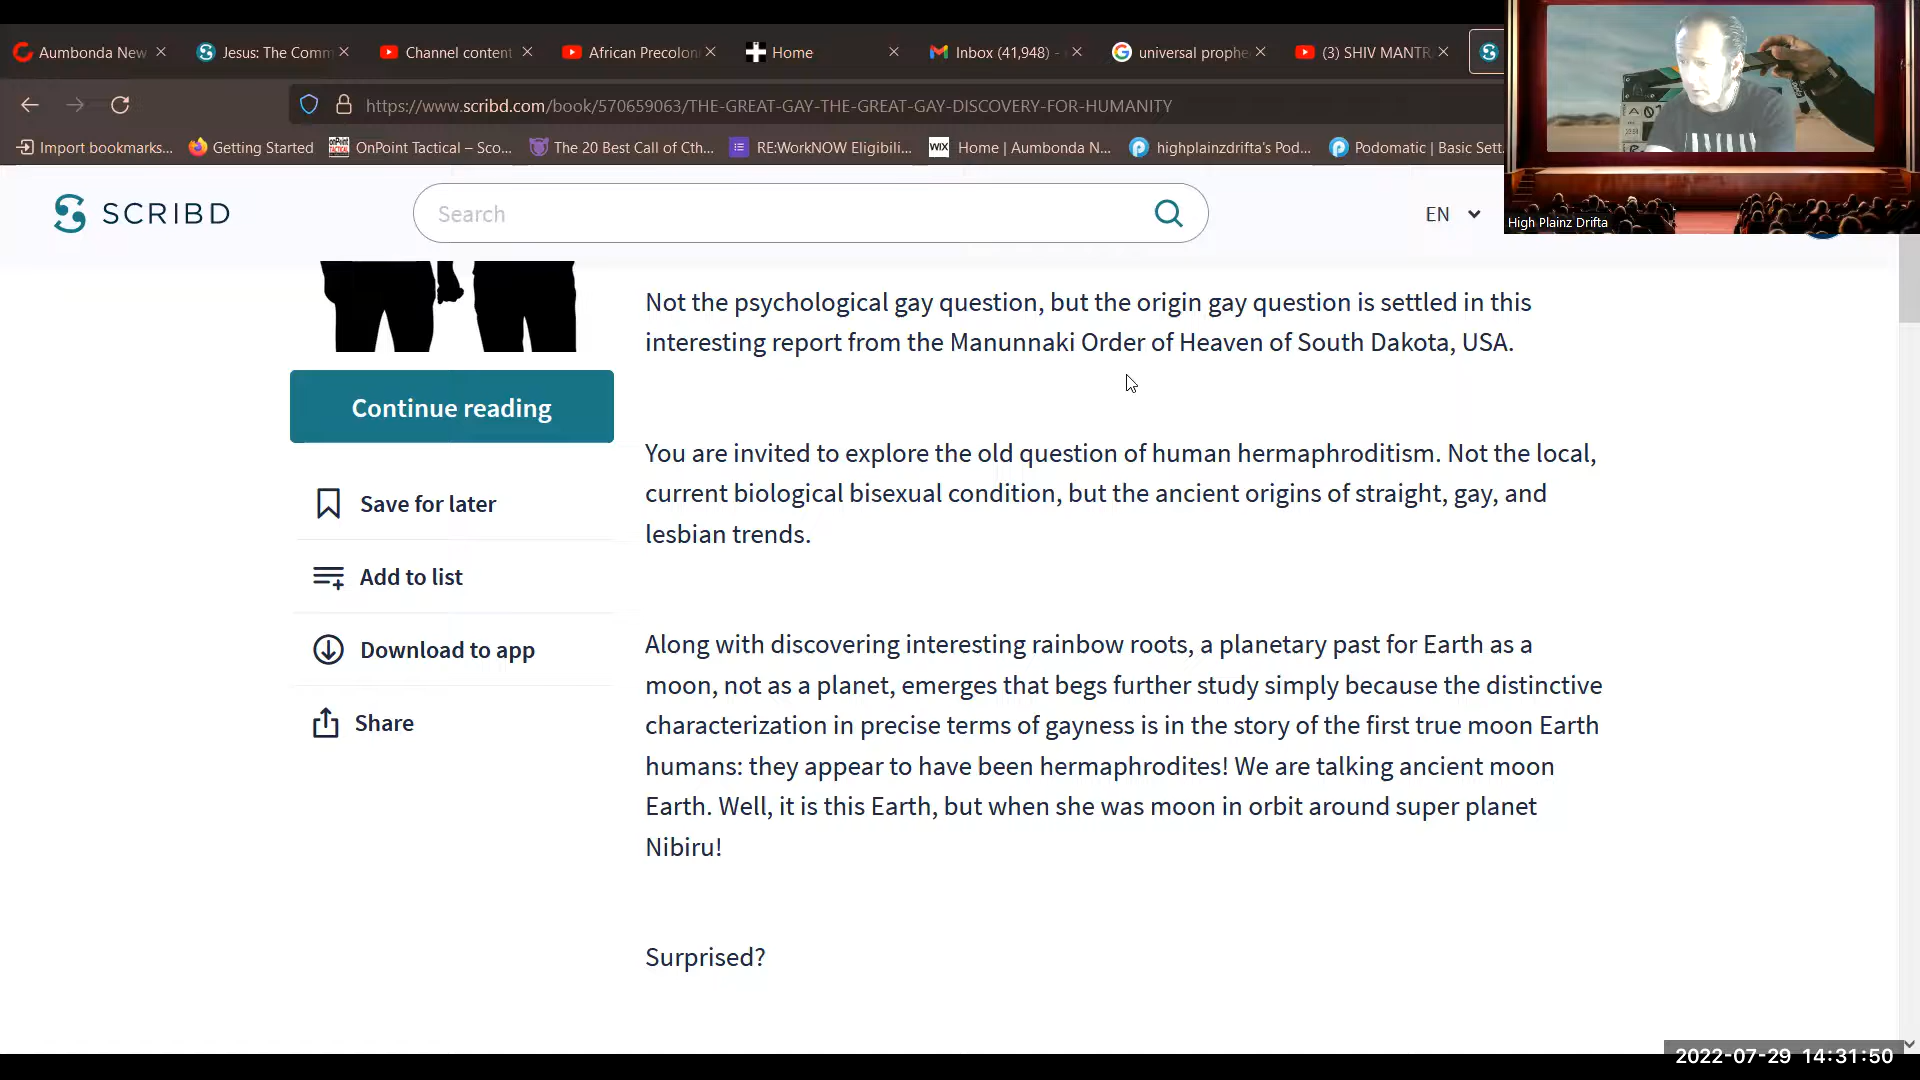 Aumbonda New
Jesus: The Comm
Channel content
African Precolon
Home
Inbox (41,948) -
universal prophe
(3) SHIV MANTR
https://www.scribd.com/book/570659063/THE-GREAT-GAY-THE-GREAT-GAY-DISCOVERY-FOR-HUMANITY
Import bookmarks...
Getting Started
OnPoint Tactical – Sco...
The 20 Best Call of Cth...
RE:WorkNOW Eligibili...
WIX
Home | Aumbonda N...
highplainzdrifta's Pod...
Podomatic | Basic Sett
SCRIBD
Search
EN
High Plainz Drifta
Not the psychological gay question, but the origin gay question is settled in this
interesting report from the Manunnaki Order of Heaven of South Dakota, USA.
Continue reading
You are invited to explore the old question of human hermaphroditism. Not the local,
current biological bisexual condition, but the ancient origins of straight, gay, and
lesbian trends.
Save for later
Add to list
Download to app
Share
Along with discovering interesting rainbow roots, a planetary past for Earth as a
moon, not as a planet, emerges that begs further study simply because the distinctive
characterization in precise terms of gayness is in the story of the first true moon Earth
humans: they appear to have been hermaphrodites! We are talking ancient moon
Earth. Well, it is this Earth, but when she was moon in orbit around super planet
Nibiru!
Surprised?
2022-07-29 14:31:50